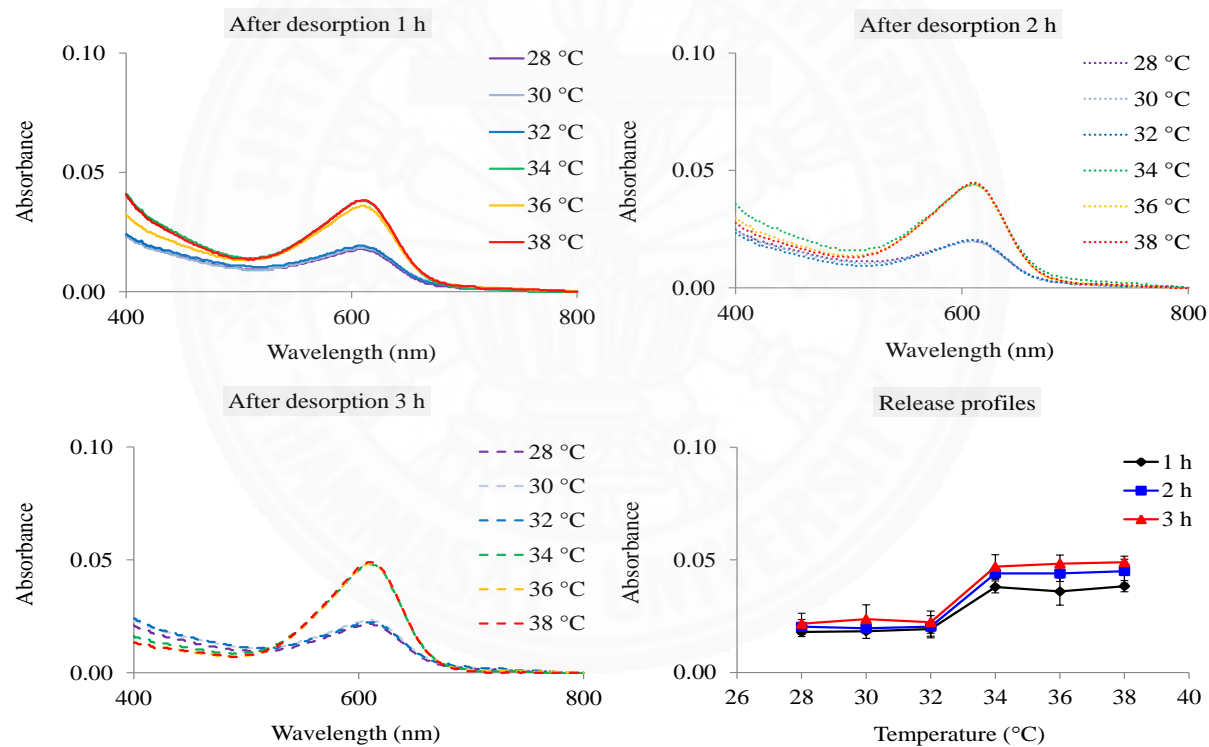 After desorption 1 h
0.10
0.05
0.00
Absorbance
400
600
800
Wavelength (nm)
28 °C
30 °C
32 °C
34 °C
36 °C
38 °C
After desorption 2 h
0.10
0.05
0.00
Absorbance
400
600
800
Wavelength (nm)
28 °C
30 °C
32 °C
34 °C
36 °C
38 °C
After desorption 3 h
0.10
0.05
0.00
Absorbance
400
600
800
Wavelength (nm)
28 °C
30 °C
32 °C
34 °C
36 °C
38 °C
Release profiles
0.10
0.05
0.00
Absorbance
26
28
30
32
34
36
38
40
Temperature (°C)
1 h
2 h
3 h